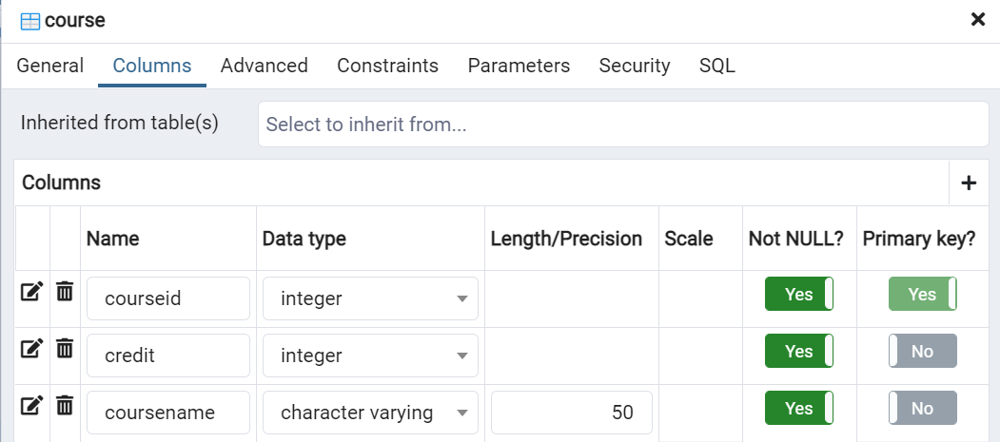 course
General Columns Advanced Constraints Parameters Security SQL
Inherited from table(s) Select to inherit from...
Columns
Name Data type Length/Precision Scale Not NULL? Primary key?
courseid integer Yes Yes
credit integer Yes No
coursename character varying 50 Yes No